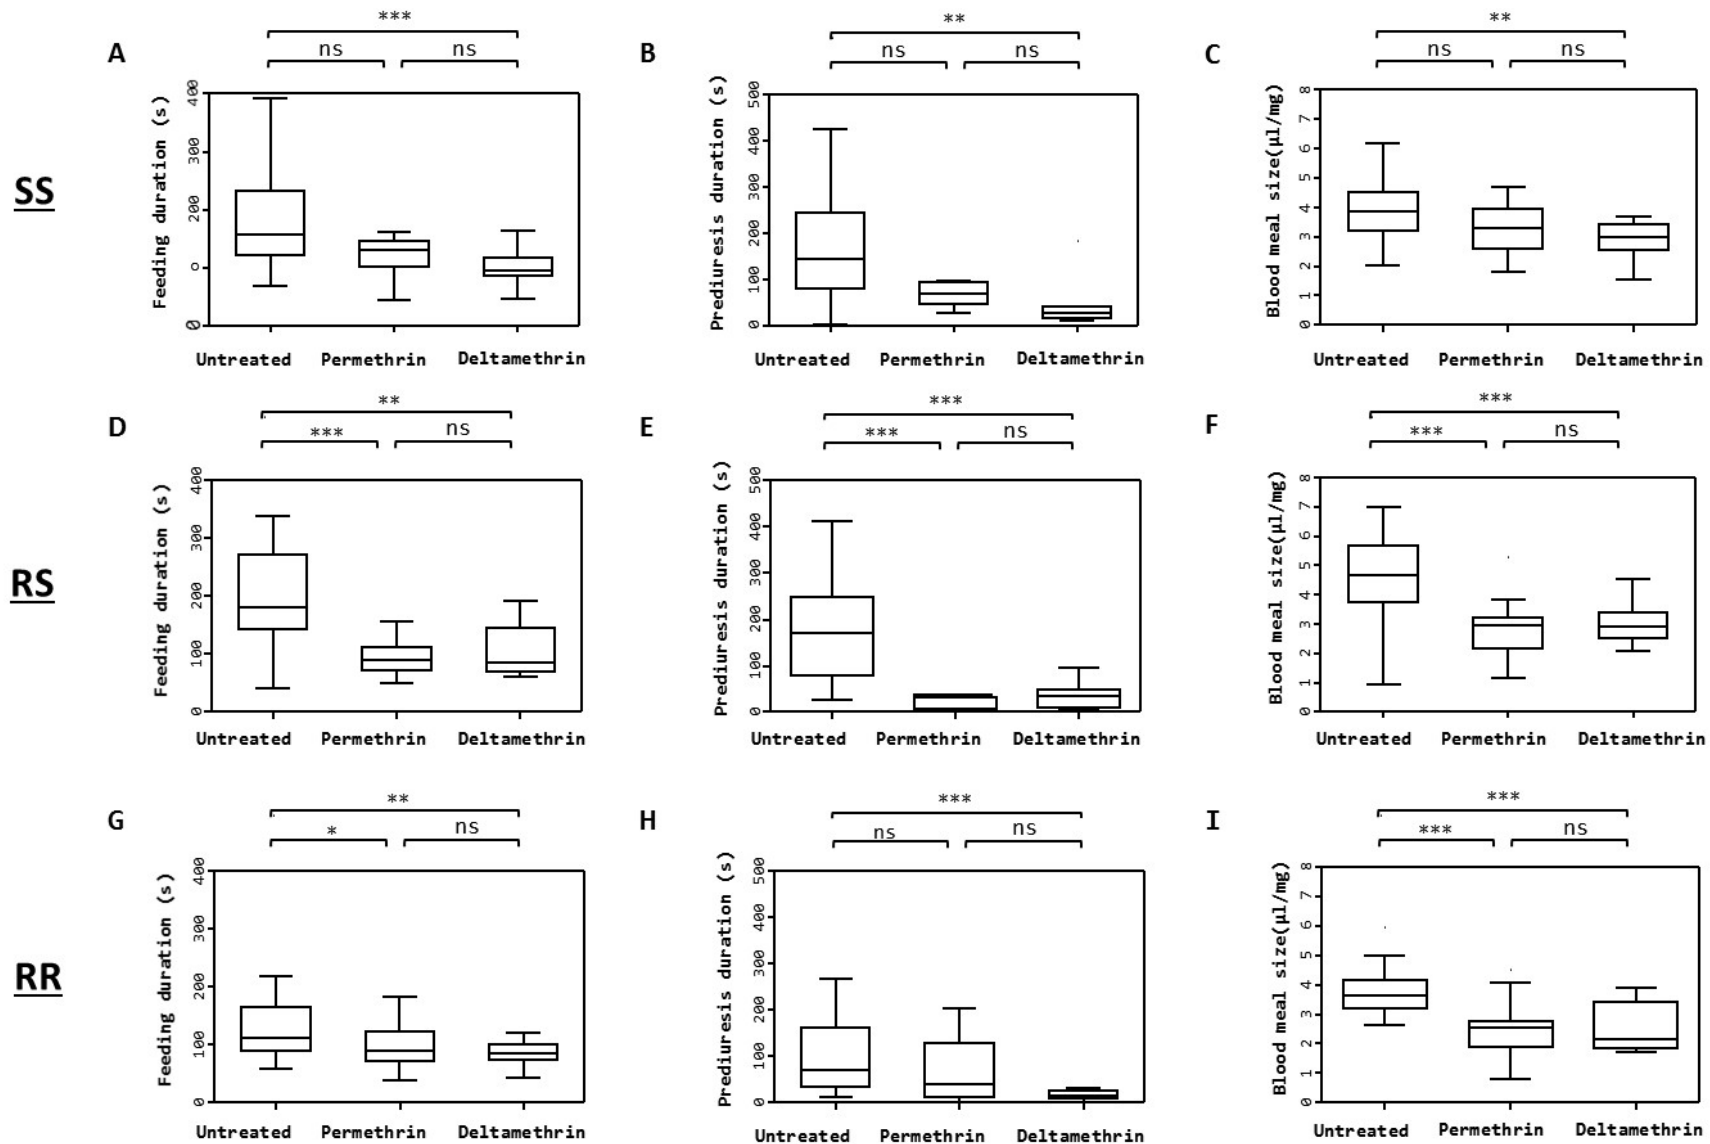 SS
A
***
ns ns
Feeding duration (s)
400
300
200
0
0
Untreated Permethrin Deltamethrin
B
**
ns ns
Prediuresis duration (s)
500
400
300
200
100
0
Untreated Permethrin Deltamethrin
C
**
ns ns
Blood meal size(µl/mg)
8
7
6
5
4
3
2
1
0
Untreated Permethrin Deltamethrin
RS
D
**
*** ns
Feeding duration (s)
400
300
200
100
0
Untreated Permethrin Deltamethrin
E
***
*** ns
Prediuresis duration (s)
500
400
300
200
100
0
Untreated Permethrin Deltamethrin
F
***
*** ns
Blood meal size(µl/mg)
8
7
6
5
4
3
2
1
0
Untreated Permethrin Deltamethrin
RR
G
**
* ns
Feeding duration (s)
400
300
200
100
0
Untreated Permethrin Deltamethrin
H
***
ns ns
Prediuresis duration (s)
500
400
300
200
100
0
Untreated Permethrin Deltamethrin
I
***
*** ns
Blood meal size(µl/mg)
8
7
6
5
4
3
2
1
0
Untreated Permethrin Deltamethrin